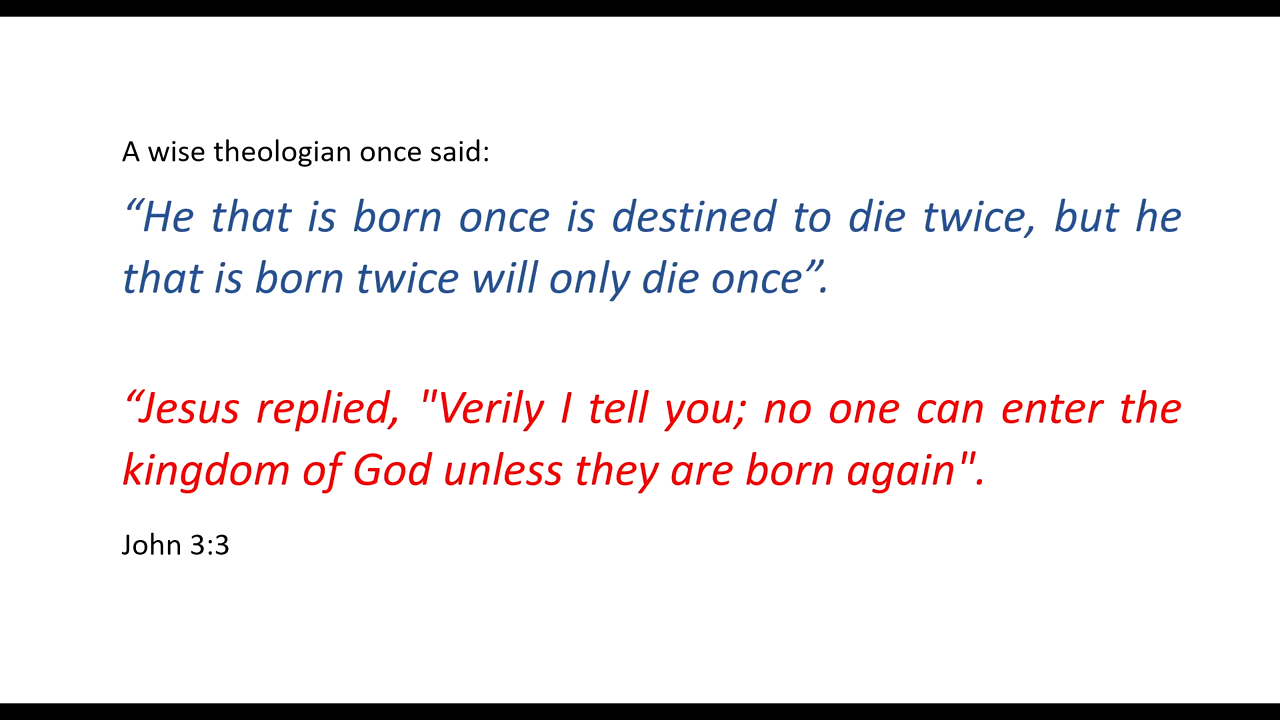 A wise theologian once said:
“He that is born once is destined to die twice, but he
that is born twice will only die once”.
“Jesus replied, "Verily I tell you; no one can enter the
kingdom of God unless they are born again".
John 3:3